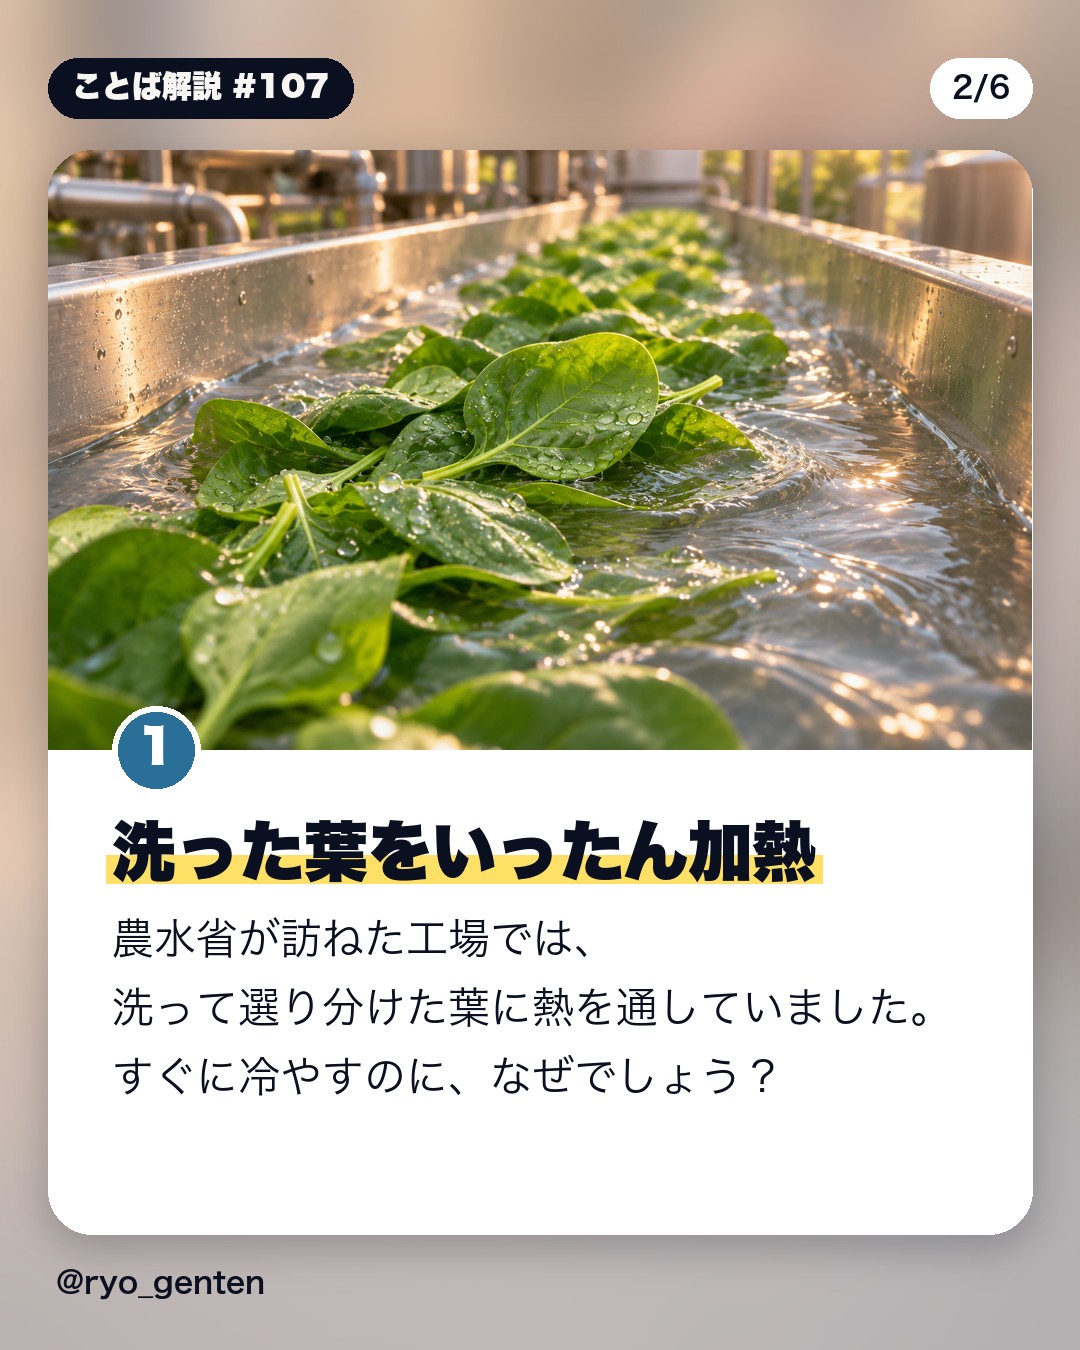 ことば解説 #107
2/6
1
洗った葉をいったん加熱
農水省が訪ねた工場では、
洗って選り分けた葉に熱を通していました。
すぐに冷やすのに、なぜでしょう？
@ryo_genten